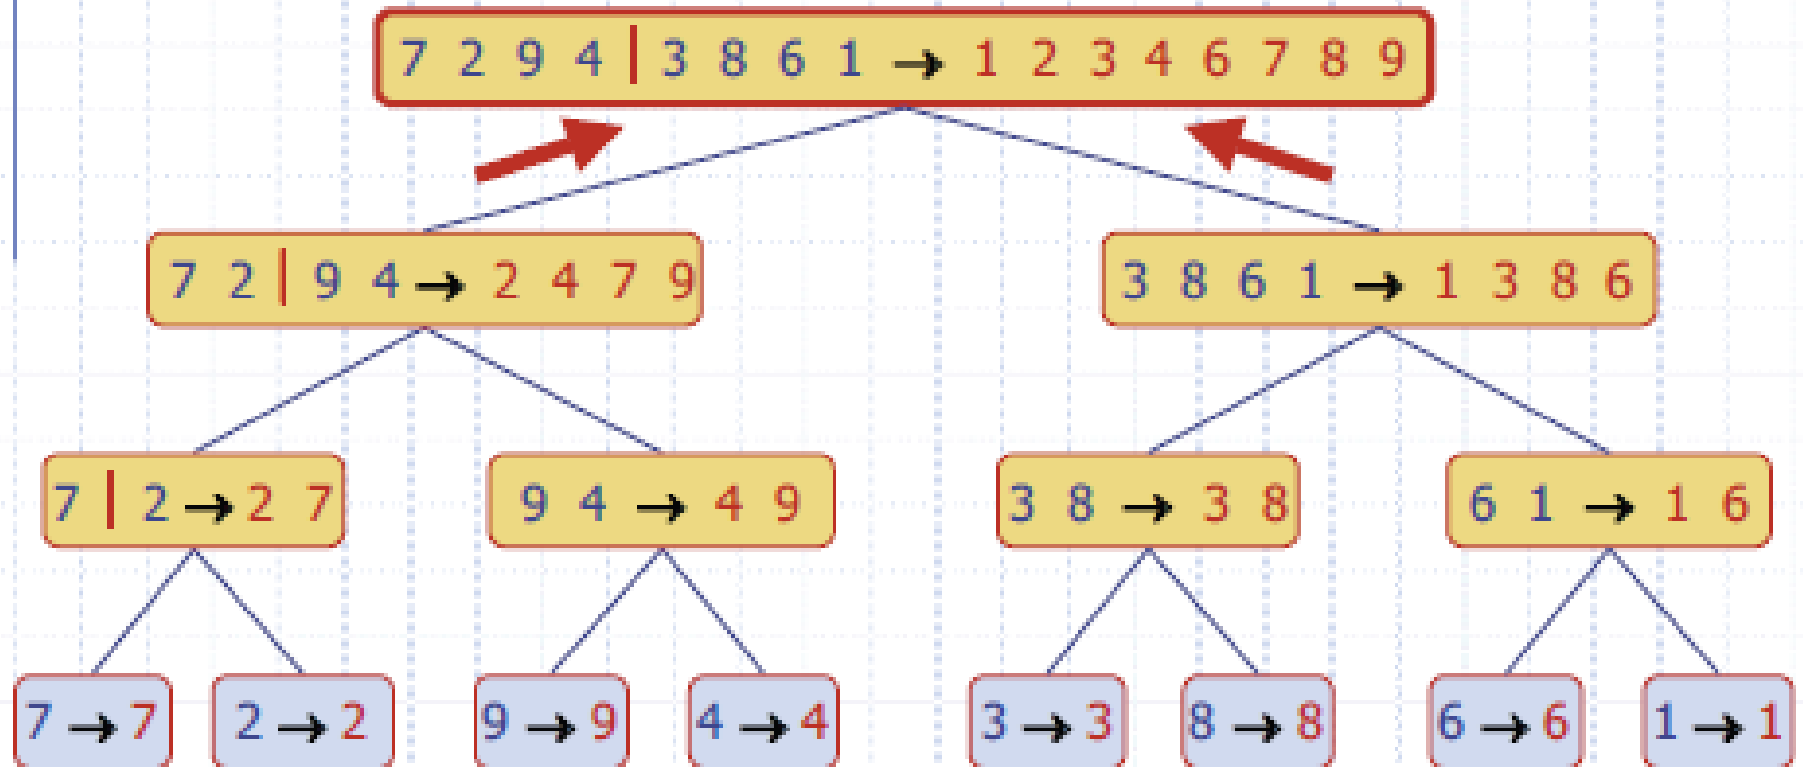 7 2 9 4 | 3 8 6 1 → 1 2 3 4 6 7 8 9
7 2 | 9 4 → 2 4 7 9
3 8 6 1 → 1 3 8 6
7 | 2 → 2 7
9 4 → 4 9
3 8 → 3 8
6 1 → 1 6
7 → 7
2 → 2
9 → 9
4 → 4
3 → 3
8 → 8
6 → 6
1 → 1